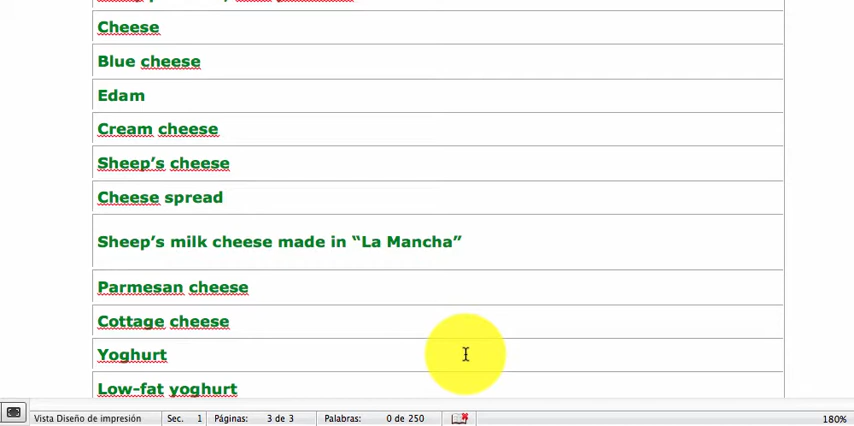 Cheese
Blue cheese
Edam
Cream cheese
Sheep’s cheese
Cheese spread
Sheep’s milk cheese made in “La Mancha”
Parmesan cheese
Cottage cheese
Yoghurt
Low-fat yoghurt
Vista Diseño de impresión Sec. 1 Páginas: 3 de 3 Palabras: 0 de 250 180%